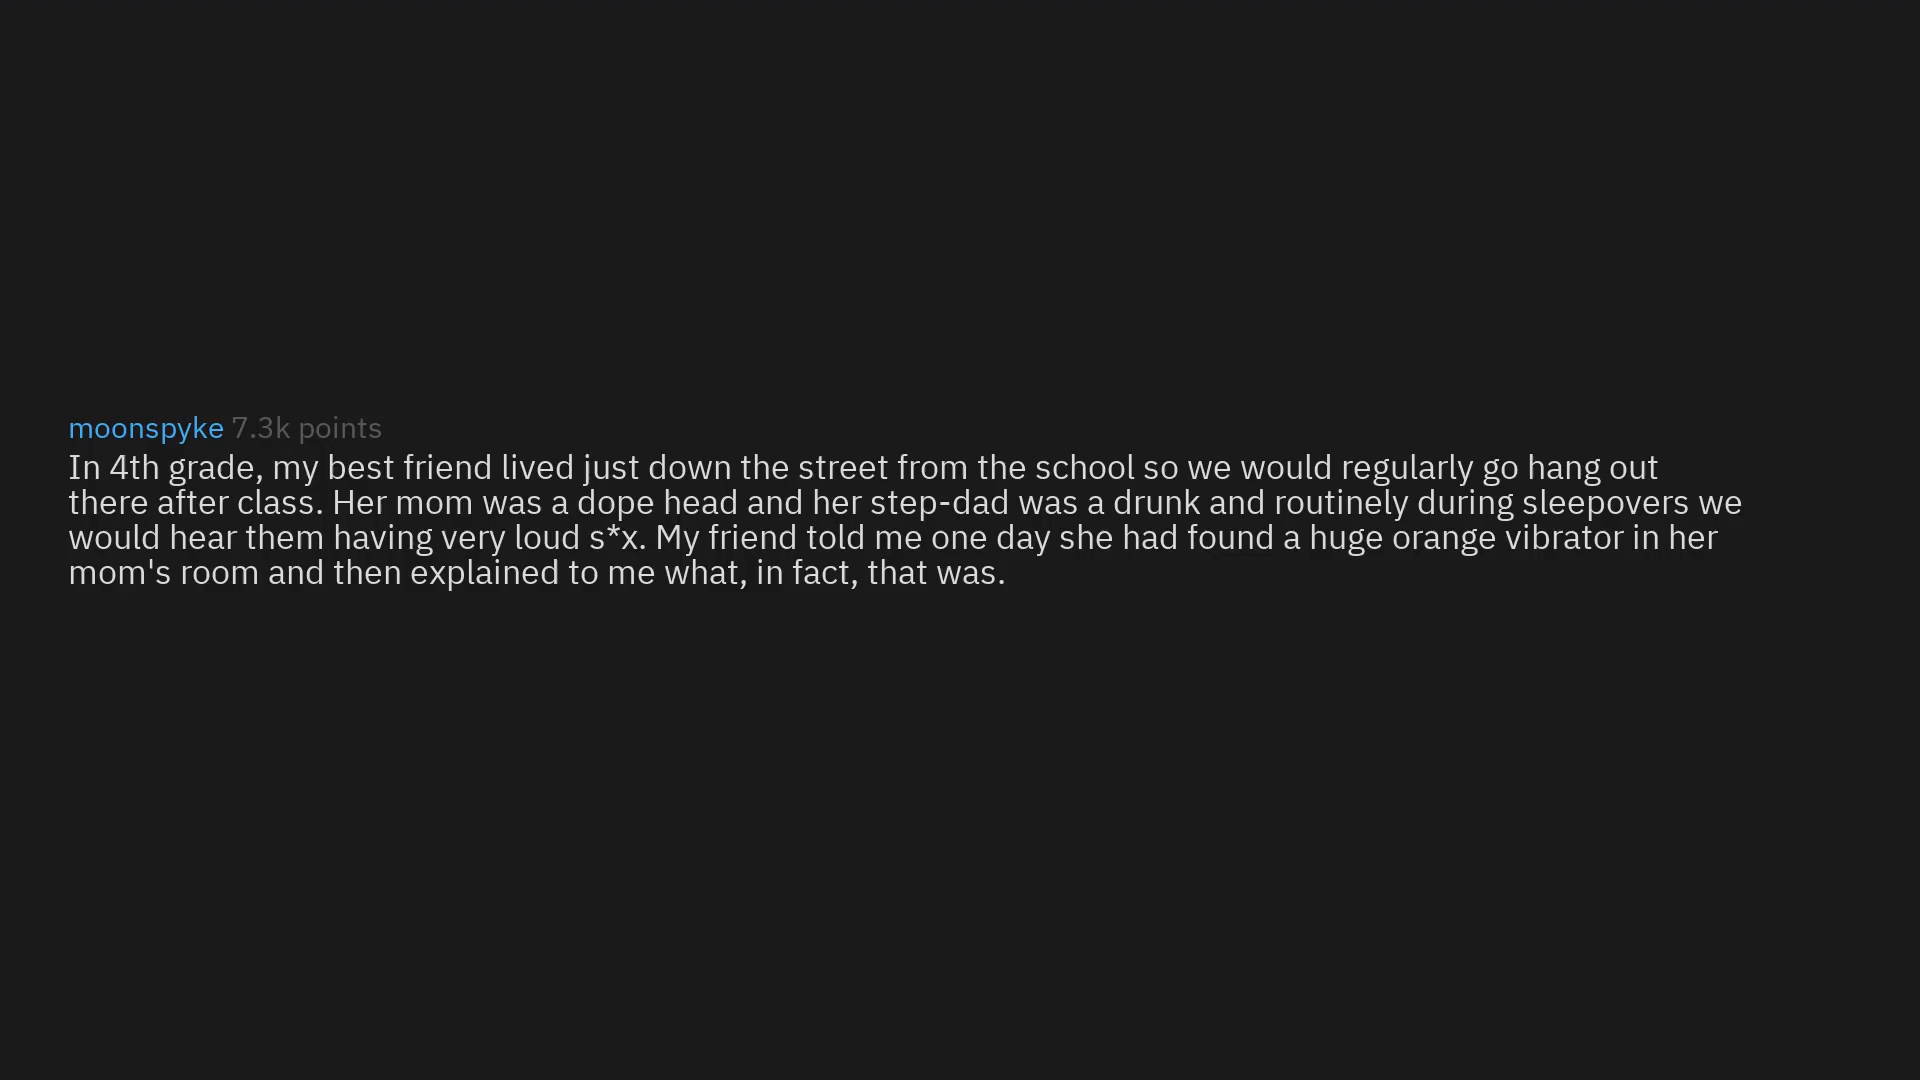 moonspyke 7.3k points
In 4th grade, my best friend lived just down the street from the school so we would regularly go hang out
there after class. Her mom was a dope head and her step-dad was a drunk and routinely during sleepovers we
would hear them having very loud s*x. My friend told me one day she had found a huge orange vibrator in her
mom's room and then explained to me what, in fact, that was.